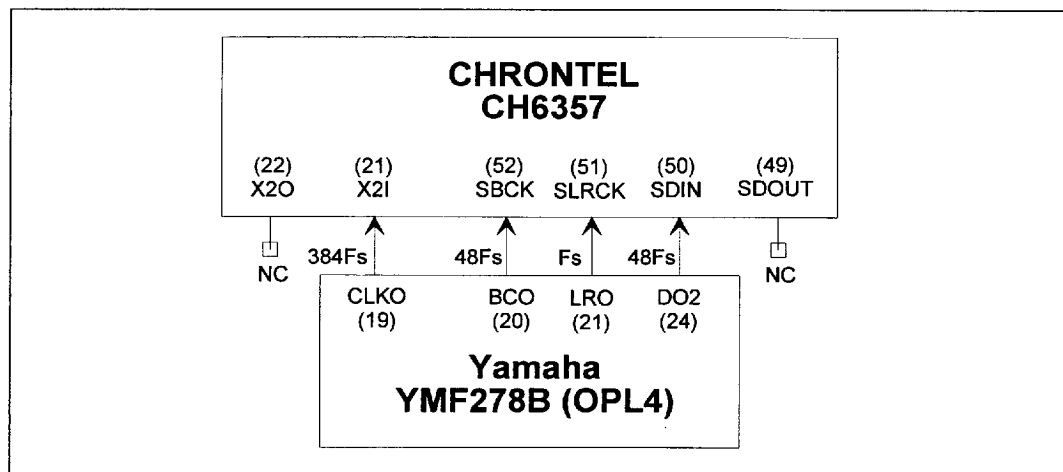 CHRONTEL
CH6357
(22) (21) (52) (51) (50) (49)
X2O X2I SBCK SLRCK SDIN SDOUT
384Fs 48Fs Fs 48Fs
NC NC
CLKO BCO LRO DO2
(19) (20) (21) (24)
Yamaha
YMF278B (OPL4)